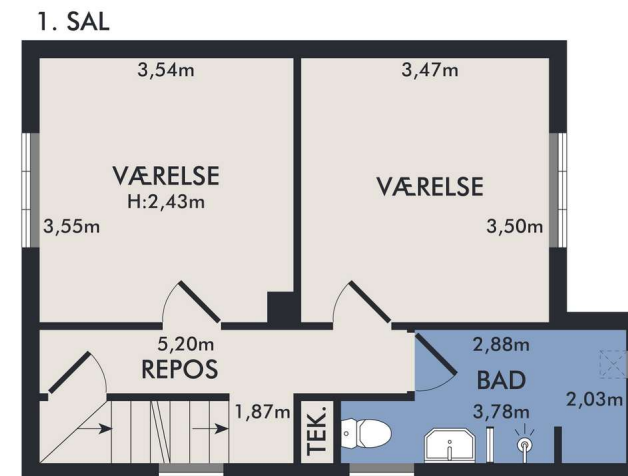 1. SAL
3,54m
3,47m
VÆRELSE
H:2,43m
VÆRELSE
3,55m
3,50m
5,20m
REPOS
2,88m
BAD
1,87m
TEK.
3,78m
2,03m